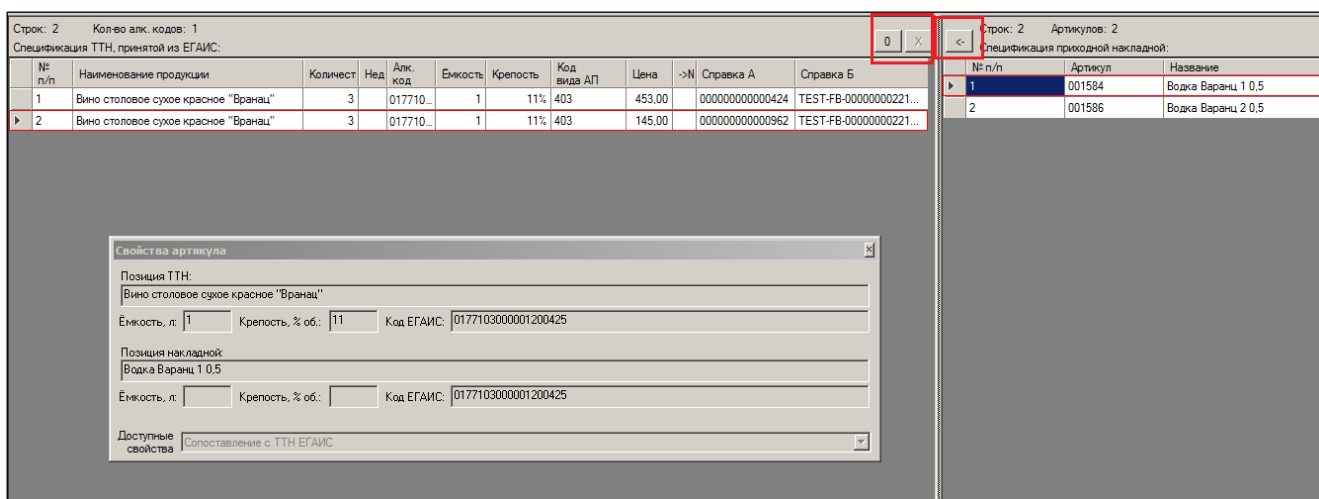 Строк: 2 Кол-во алк. кодов: 1
Спецификация ТТН, принятой из ЕГАИС:
0 X
№ п/п Наименование продукции Количест Нед Алк. код Ёмкость Крепость Код вида АП Цена ->N Справка А Справка Б
1 Вино столовое сухое красное "Вранац" 3 017710... 1 11% 403 453,00 000000000000424 TEST-FB-00000000221...
2 Вино столовое сухое красное "Вранац" 3 017710... 1 11% 403 145,00 000000000000962 TEST-FB-00000000221...
<-
Строк: 2 Артикулов: 2
Спецификация приходной накладной:
№ п/п Артикул Название
1 001584 Водка Варанц 1 0,5
2 001586 Водка Варанц 2 0,5
Свойства артикула
Позиция ТТН:
Вино столовое сухое красное "Вранац"
Ёмкость, л: 1 Крепость, % об.: 11 Код ЕГАИС: 0177103000001200425
Позиция накладной:
Водка Варанц 1 0,5
Ёмкость, л: Крепость, % об.: Код ЕГАИС: 0177103000001200425
Доступные свойства Сопоставление с ТТН ЕГАИС